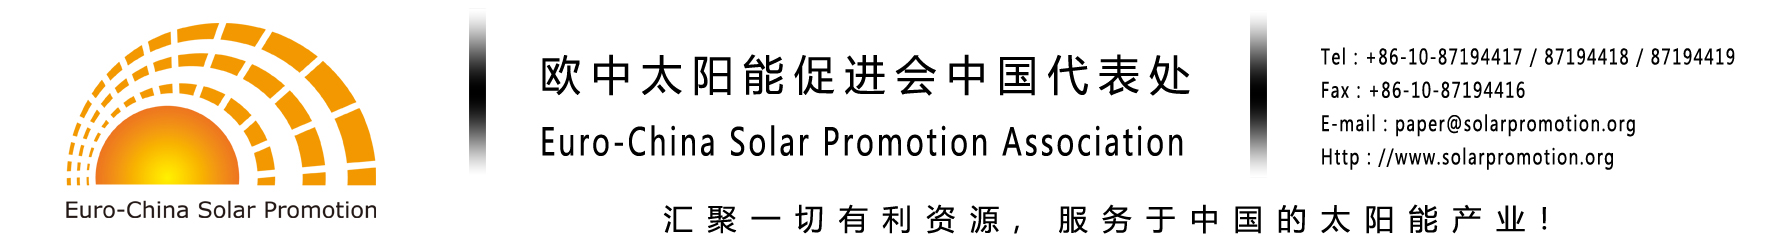 Euro-China Solar Promotion
欧中太阳能促进会中国代表处
Euro-China Solar Promotion Association
Tel : +86-10-87194417 / 87194418 / 87194419
Fax : +86-10-87194416
E-mail : paper@solarpromotion.org
Http : //www.solarpromotion.org
汇聚一切有利资源, 服务于中国的太阳能产业!